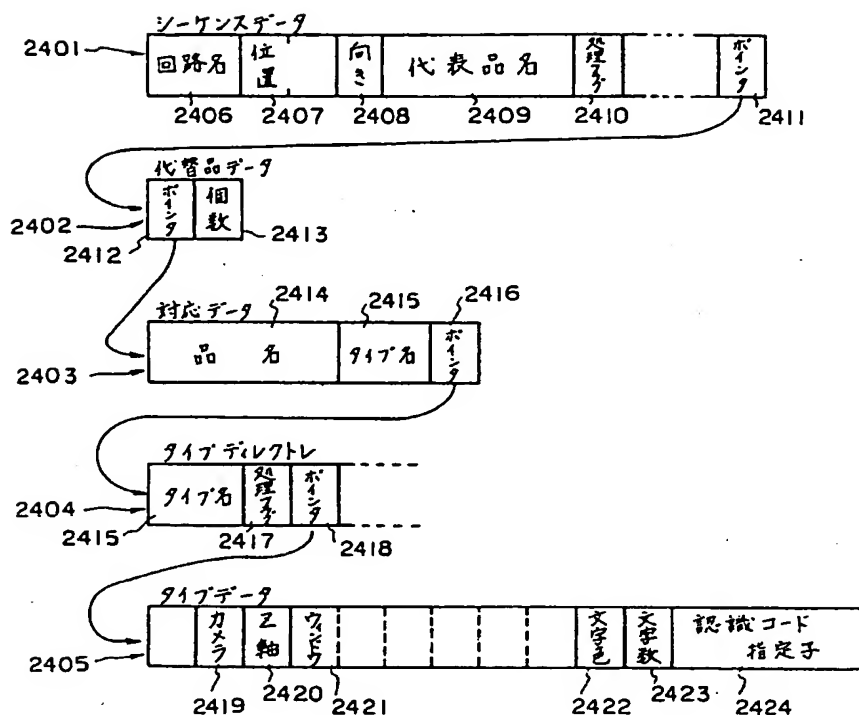 シーケンスデータ
2401
回路名 位置 向き 代表品名 処理フラグ ポインタ
2406 2407 2408 2409 2410 2411
代替品データ
2402
ポインタ 個数
2412 2413
対応データ 2414 2415 2416
2403
品名 タイプ名 ポインタ
タイプディレクトレ
2404
タイプ名 処理フラグ ポインタ
2415 2417 2418
タイプデータ
2405
カメラ Z軸 ウィンドウ 文字色 文字数 認識コード
指定子
2419 2420 2421 2422 2423 2424